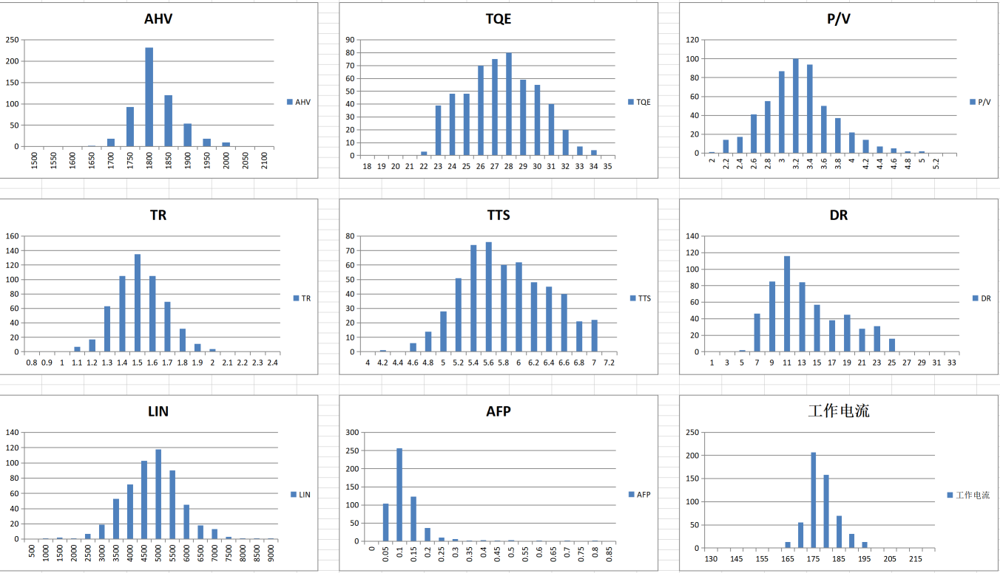 AHV
250
200
150
100
50
0
1500 1550 1600 1650 1700 1750 1800 1850 1900 1950 2000 2050 2100
AHV
TQE
90
80
70
60
50
40
30
20
10
0
18 19 20 21 22 23 24 25 26 27 28 29 30 31 32 33 34 35
TQE
P/V
120
100
80
60
40
20
0
2 2.2 2.4 2.6 2.8 3 3.2 3.4 3.6 3.8 4 4.2 4.4 4.6 4.8 5 5.2
P/V
TR
160
140
120
100
80
60
40
20
0
0.8 0.9 1 1.1 1.2 1.3 1.4 1.5 1.6 1.7 1.8 1.9 2 2.1 2.2 2.3 2.4
TR
TTS
80
70
60
50
40
30
20
10
0
4 4.2 4.4 4.6 4.8 5 5.2 5.4 5.6 5.8 6 6.2 6.4 6.6 6.8 7 7.2
TTS
DR
140
120
100
80
60
40
20
0
1 3 5 7 9 11 13 15 17 19 21 23 25 27 29 31 33
DR
LIN
140
120
100
80
60
40
20
0
500 1000 1500 2000 2500 3000 3500 4000 4500 5000 5500 6000 6500 7000 7500 8000 8500 9000
LIN
AFP
300
250
200
150
100
50
0
0 0.05 0.1 0.15 0.2 0.25 0.3 0.35 0.4 0.45 0.5 0.55 0.6 0.65 0.7 0.75 0.8 0.85
AFP
工作电流
250
200
150
100
50
0
130 145 155 165 175 185 195 205 215
工作电流